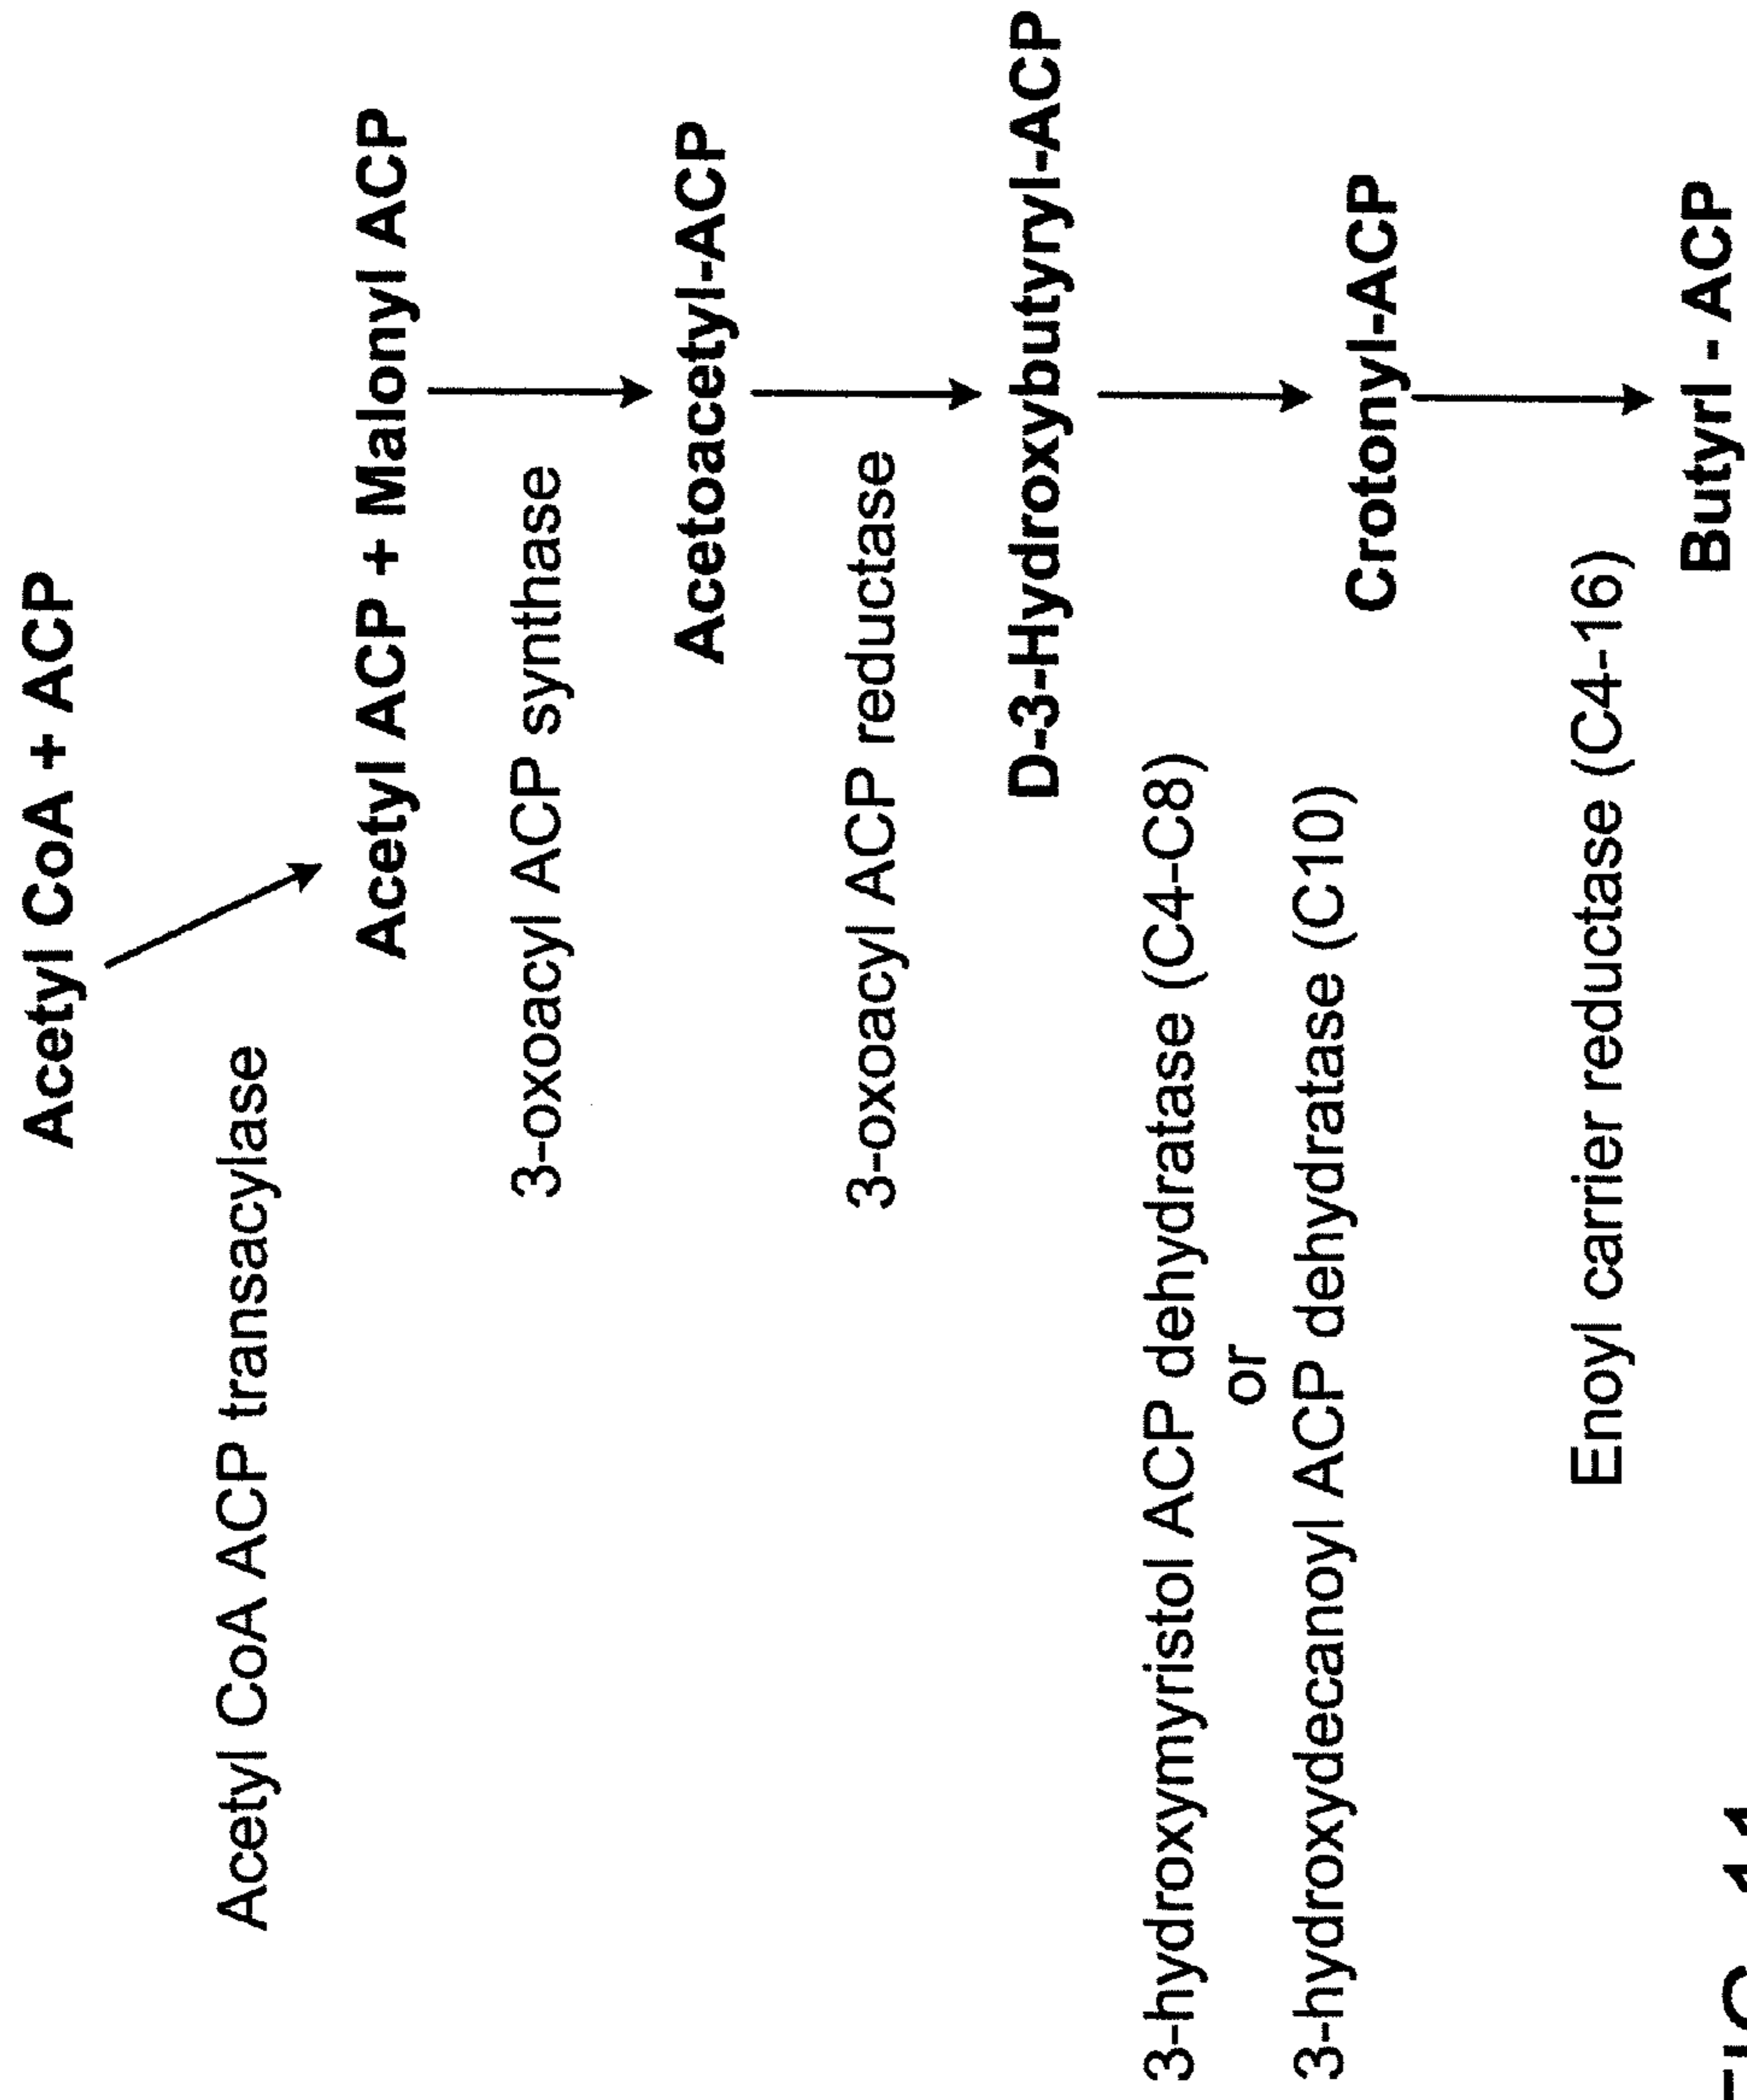 Acetyl CoA + ACP
Acetyl CoA ACP transacylase
Acetyl ACP + Malonyl ACP
3-oxoacyl ACP synthase
Acetoacetyl-ACP
3-oxoacyl ACP reductase
D-3-Hydroxybutyryl-ACP
3-hydroxymyristol ACP dehydratase (C4-C8)
or
3-hydroxydecanoyl ACP dehydratase (C10)
Crotonyl-ACP
Enoyl carrier reductase (C4-16)
Butyrl - ACP